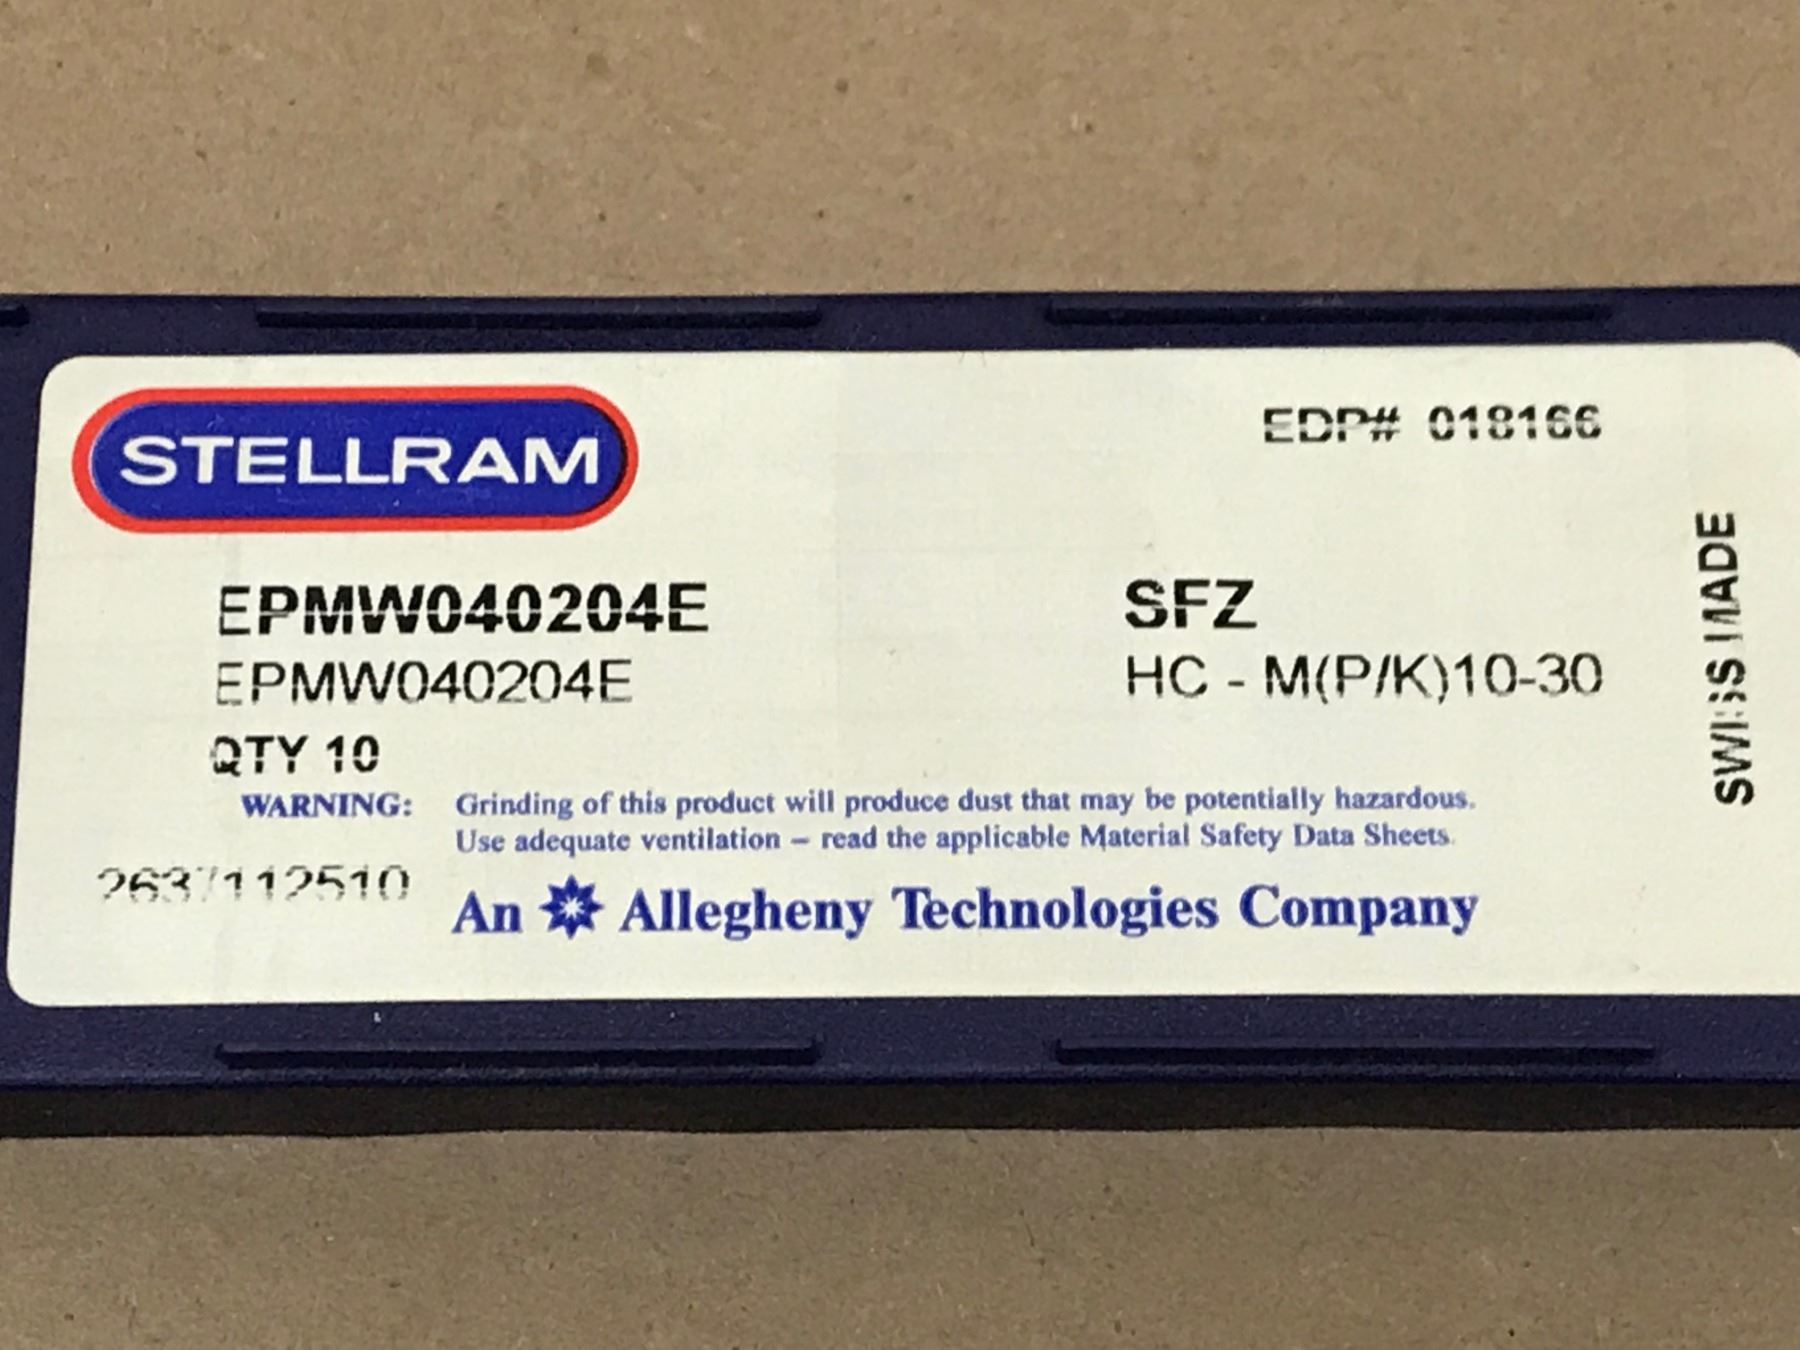 STELLRAM
EDP# 018166
EPMW040204E
SFZ
EPMW040204E
HC - M(P/K)10-30
QTY 10
SWISS MADE
WARNING: Grinding of this product will produce dust that may be potentially hazardous.
Use adequate ventilation – read the applicable Material Safety Data Sheets.
2637112510
An Allegheny Technologies Company